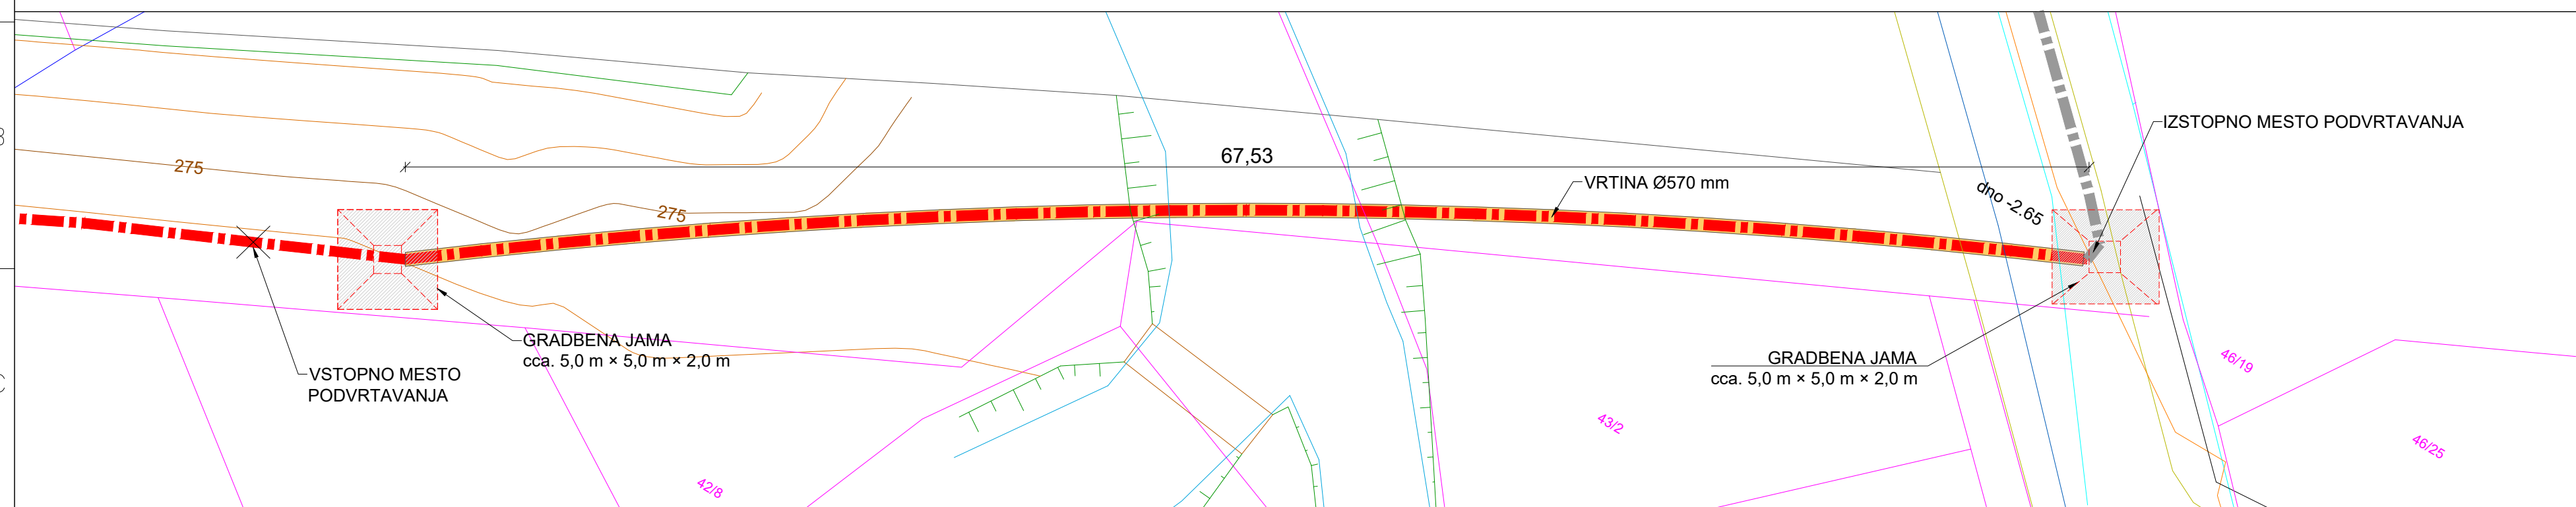 IZSTOPNO MESTO PODVRTAVANJA
67,53
275
VRTINA Ø570 mm
dno -2.65
275
GRADBENA JAMA
cca. 5,0 m × 5,0 m × 2,0 m
VSTOPNO MESTO
PODVRTAVANJA
GRADBENA JAMA
cca. 5,0 m × 5,0 m × 2,0 m
46/19
43/2
46/25
42/8